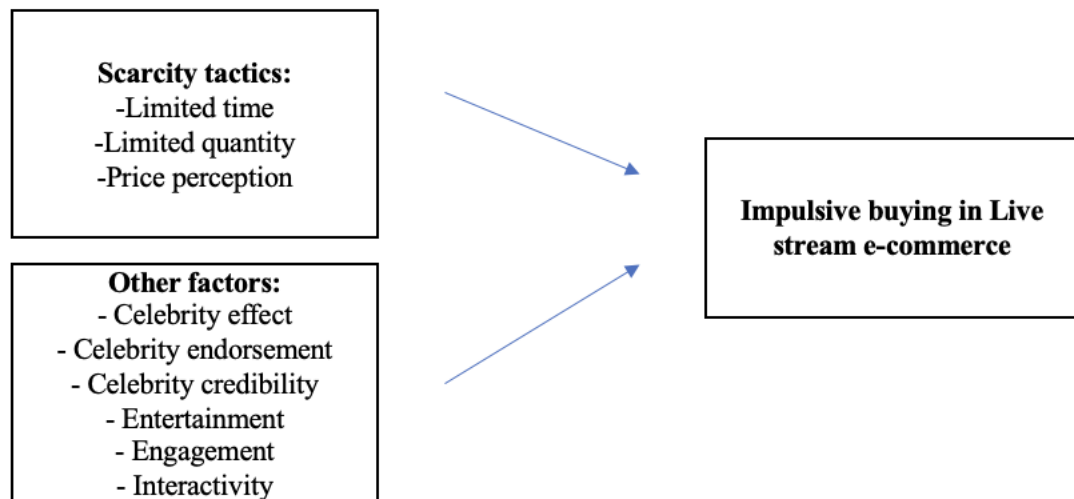 Scarcity tactics:
-Limited time
-Limited quantity
-Price perception
Other factors:
- Celebrity effect
- Celebrity endorsement
- Celebrity credibility
- Entertainment
- Engagement
- Interactivity
Impulsive buying in Live
stream e-commerce